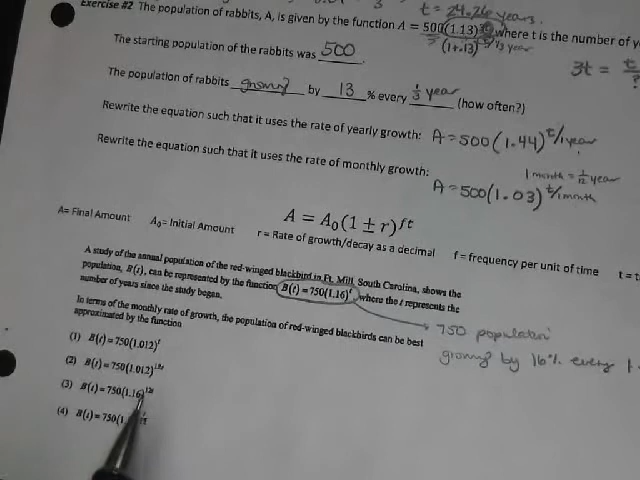 t = 24.26 years.
Exercise #2 The population of rabbits, A, is given by the function A = 500(1.13)^3t where t is the number of
(1+.13)
year
3t = t
The starting population of the rabbits was 500
The population of rabbits growing by 13 % every 1/3 year (how often?)
Rewrite the equation such that it uses the rate of yearly growth: A = 500(1.44)^t/1 year
Rewrite the equation such that it uses the rate of monthly growth:
1 month = 1/12 year
A = 500(1.03)^t/1 month
A = A₀(1 ± r)^ft
A= Final Amount A₀= Initial Amount r = Rate of growth/decay as a decimal f = frequency per unit of time t =
A study of the annual population of the red-winged blackbird in Ft. Mill, South Carolina, shows the
population, B(t), can be represented by the function B(t) = 750(1.16)^t where the t represents the
number of years since the study began.
750 population
growing by 16% every 1
In terms of the monthly rate of growth, the population of red-winged blackbirds can be best
approximated by the function
(1) B(t) = 750(1.012)^t
(2) B(t) = 750(1.012)^12t
(3) B(t) = 750(1.16)^12t
(4) B(t) = 750(1.